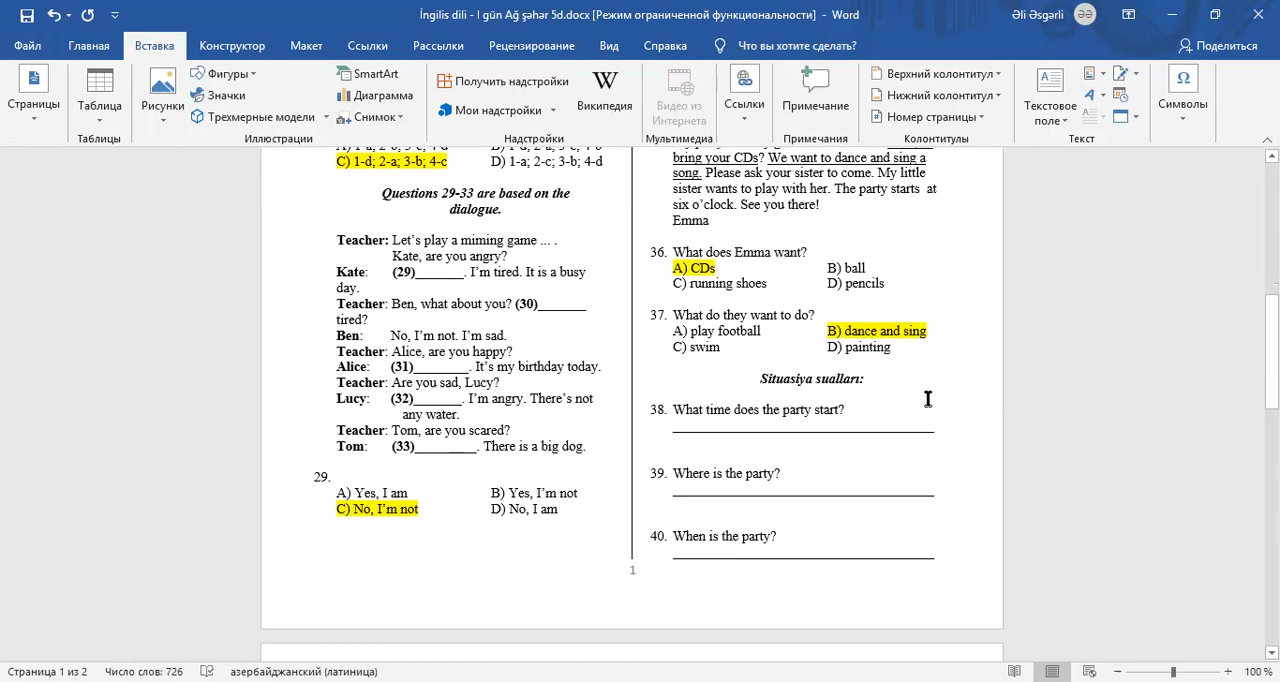 İngilis dili - I gün Ağ şəhər 5d.docx [Режим ограниченной функциональности] - Word
Əli Əsgərli
ƏƏ
Файл Главная Вставка Конструктор Макет Ссылки Рассылки Рецензирование Вид Справка Что вы хотите сделать? Поделиться
Страницы
Таблица
Таблицы
Рисунки
Фигуры
Значки
Трехмерные модели
SmartArt
Диаграмма
Снимок
Иллюстрации
Получить надстройки
Мои надстройки
Википедия
Надстройки
Видео из Интернета
Мультимедиа
Ссылки
Примечание
Примечания
Верхний колонтитул
Нижний колонтитул
Номер страницы
Колонтитулы
Текстовое поле
Текст
Символы
C) 1-d; 2-a; 3-b; 4-c D) 1-a; 2-c; 3-b; 4-d
Questions 29-33 are based on the
dialogue.
Teacher: Let’s play a miming game ... .
Kate, are you angry?
Kate: (29)_______. I’m tired. It is a busy
day.
Teacher: Ben, what about you? (30)_______
tired?
Ben: No, I’m not. I’m sad.
Teacher: Alice, are you happy?
Alice: (31)________. It’s my birthday today.
Teacher: Are you sad, Lucy?
Lucy: (32)_______. I’m angry. There’s not
any water.
Teacher: Tom, are you scared?
Tom: (33)_________. There is a big dog.
29.
A) Yes, I am B) Yes, I’m not
C) No, I’m not D) No, I am
bring your CDs? We want to dance and sing a
song. Please ask your sister to come. My little
sister wants to play with her. The party starts at
six o’clock. See you there!
Emma
36. What does Emma want?
A) CDs B) ball
C) running shoes D) pencils
37. What do they want to do?
A) play football B) dance and sing
C) swim D) painting
Situasiya sualları:
38. What time does the party start?
39. Where is the party?
40. When is the party?
1
Страница 1 из 2 Число слов: 726 азербайджанский (латиница) 100 %